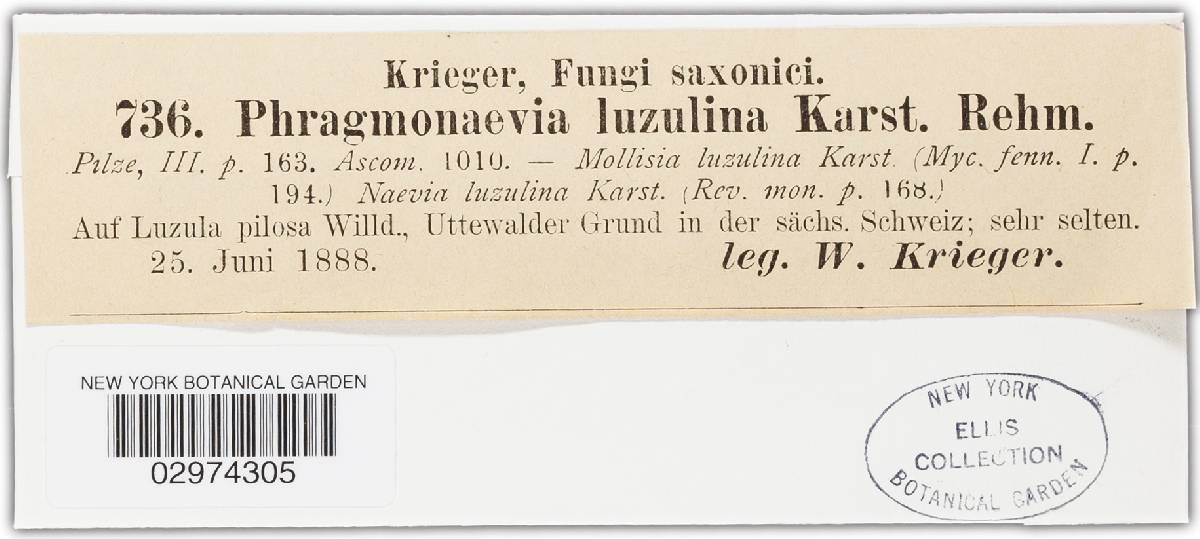 Krieger, Fungi saxonici.
736. Phragmonaevia luzulina Karst. Rehm.
Pilze, III. p. 163. Ascom. 1010. — Mollisia luzulina Karst. (Myc. fenn. I. p.
194.) Naevia luzulina Karst. (Rev. mon. p. 168.)
Auf Luzula pilosa Willd., Uttewalder Grund in der sächs. Schweiz; sehr selten.
25. Juni 1888. leg. W. Krieger.
NEW YORK BOTANICAL GARDEN
02974305
NEW YORK
ELLIS
COLLECTION
BOTANICAL GARDEN